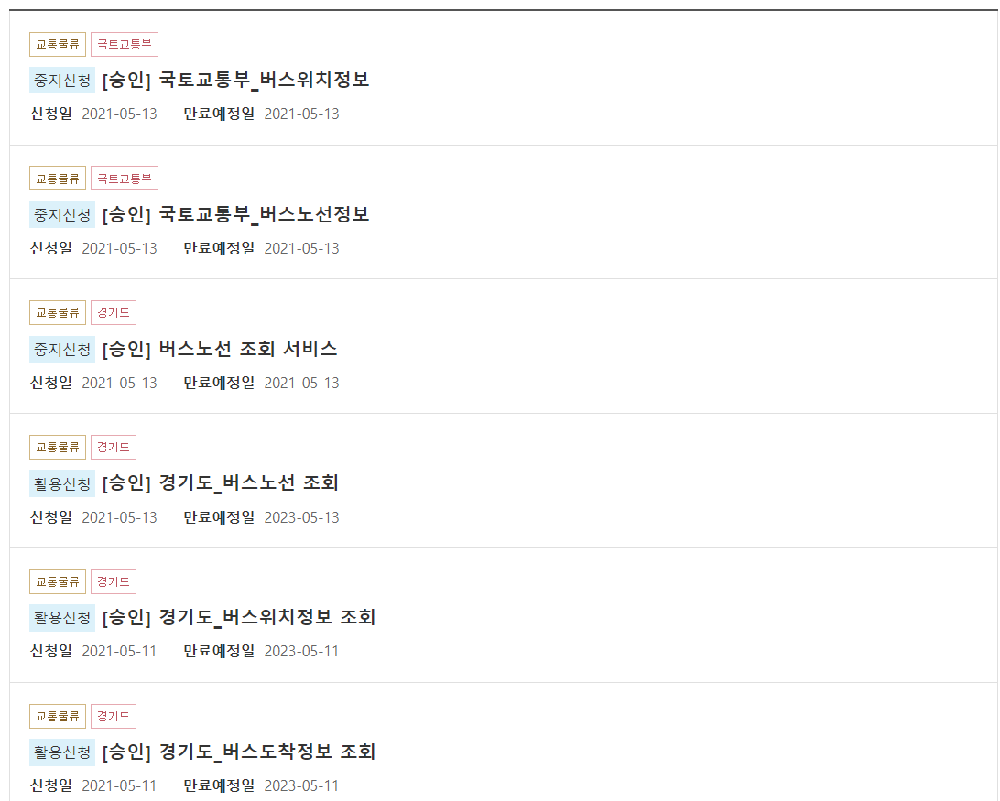 교통물류 국토교통부
중지신청 [승인] 국토교통부_버스위치정보
신청일 2021-05-13 만료예정일 2021-05-13
교통물류 국토교통부
중지신청 [승인] 국토교통부_버스노선정보
신청일 2021-05-13 만료예정일 2021-05-13
교통물류 경기도
중지신청 [승인] 버스노선 조회 서비스
신청일 2021-05-13 만료예정일 2021-05-13
교통물류 경기도
활용신청 [승인] 경기도_버스노선 조회
신청일 2021-05-13 만료예정일 2023-05-13
교통물류 경기도
활용신청 [승인] 경기도_버스위치정보 조회
신청일 2021-05-11 만료예정일 2023-05-11
교통물류 경기도
활용신청 [승인] 경기도_버스도착정보 조회
신청일 2021-05-11 만료예정일 2023-05-11